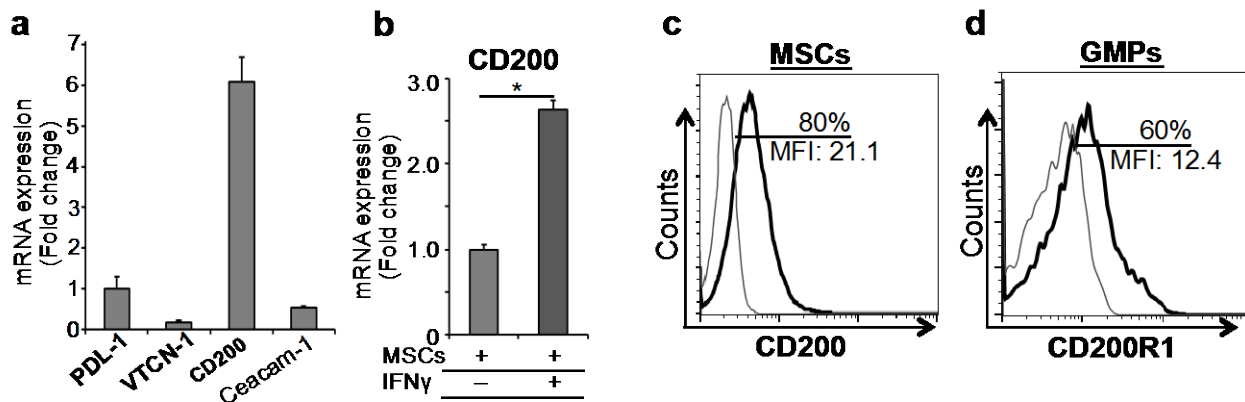 a
mRNA expression
(Fold change)
7
6
5
4
3
2
1
0
PDL-1
VTCN-1
CD200
Ceacam-1
b
CD200
mRNA expression
(Fold change)
3.0
2.0
1.0
0.0
*
MSCs + +
IFNγ – +
c
MSCs
Counts
80%
MFI: 21.1
CD200
d
GMPs
Counts
60%
MFI: 12.4
CD200R1